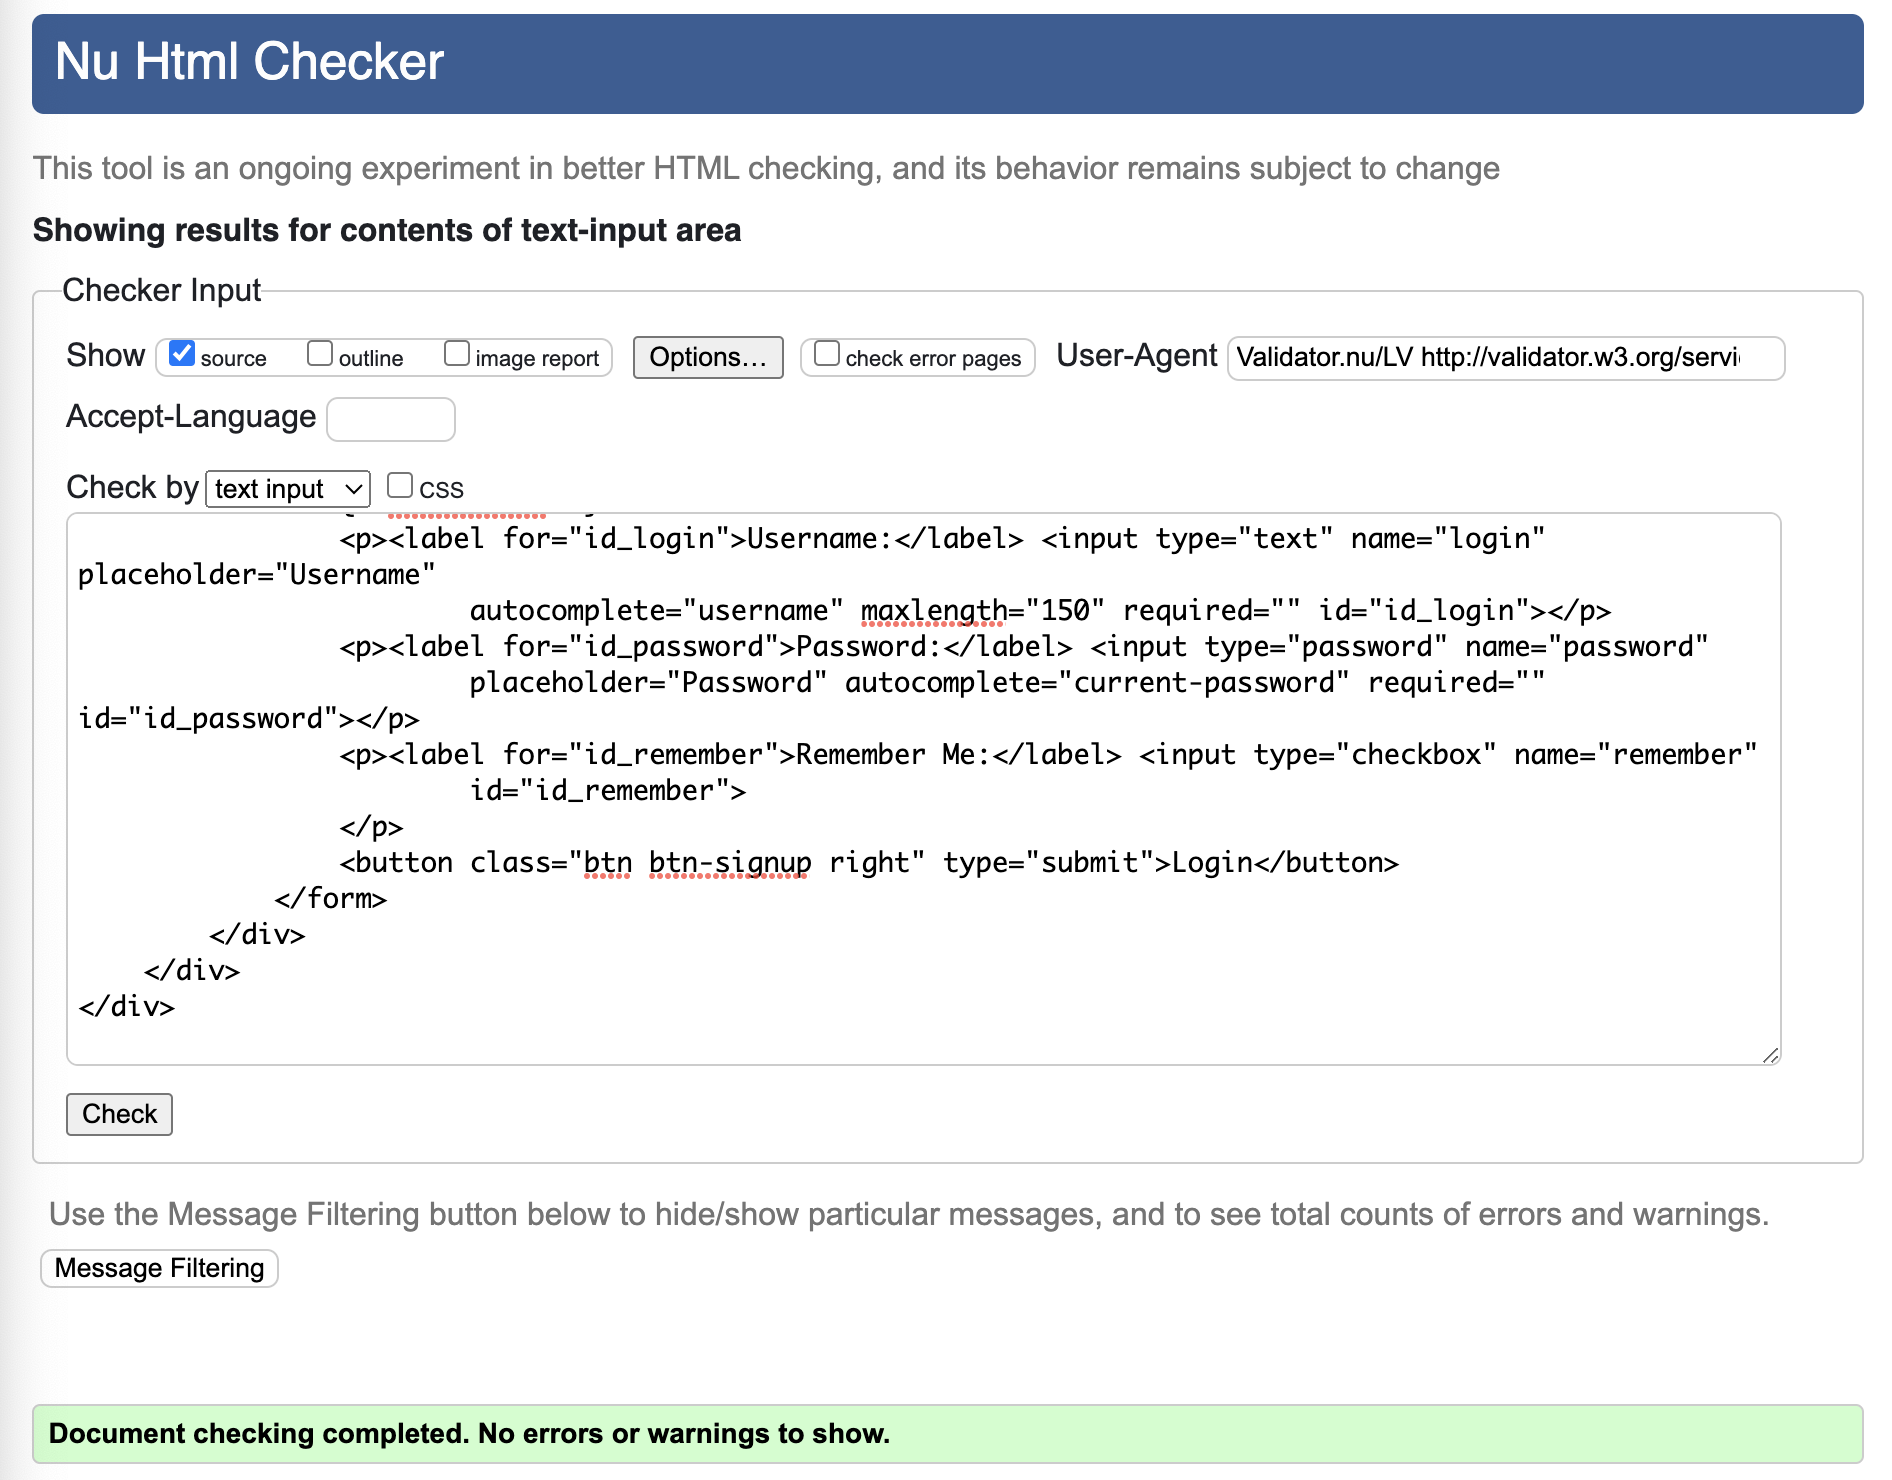 Nu Html Checker
This tool is an ongoing experiment in better HTML checking, and its behavior remains subject to change
Showing results for contents of text-input area
Checker Input
Show source outline image report Options... check error pages User-Agent Validator.nu/LV http://validator.w3.org/servi
Accept-Language
Check by text input CSS
<p><label for="id_login">Username:</label> <input type="text" name="login"
placeholder="Username"
autocomplete="username" maxlength="150" required="" id="id_login"></p>
<p><label for="id_password">Password:</label> <input type="password" name="password"
placeholder="Password" autocomplete="current-password" required=""
id="id_password"></p>
<p><label for="id_remember">Remember Me:</label> <input type="checkbox" name="remember"
id="id_remember">
</p>
<button class="btn btn-signup right" type="submit">Login</button>
</form>
</div>
</div>
</div>
Check
Use the Message Filtering button below to hide/show particular messages, and to see total counts of errors and warnings.
Message Filtering
Document checking completed. No errors or warnings to show.